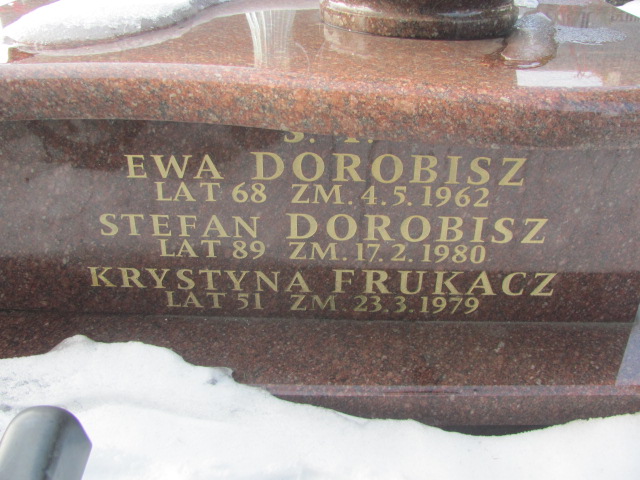 Ś. P.
EWA DOROBISZ
LAT 68 ZM. 4.5.1962
STEFAN DOROBISZ
LAT 89 ZM. 17.2.1980
KRYSTYNA FRUKACZ
LAT 51 ZM 23.3.1979